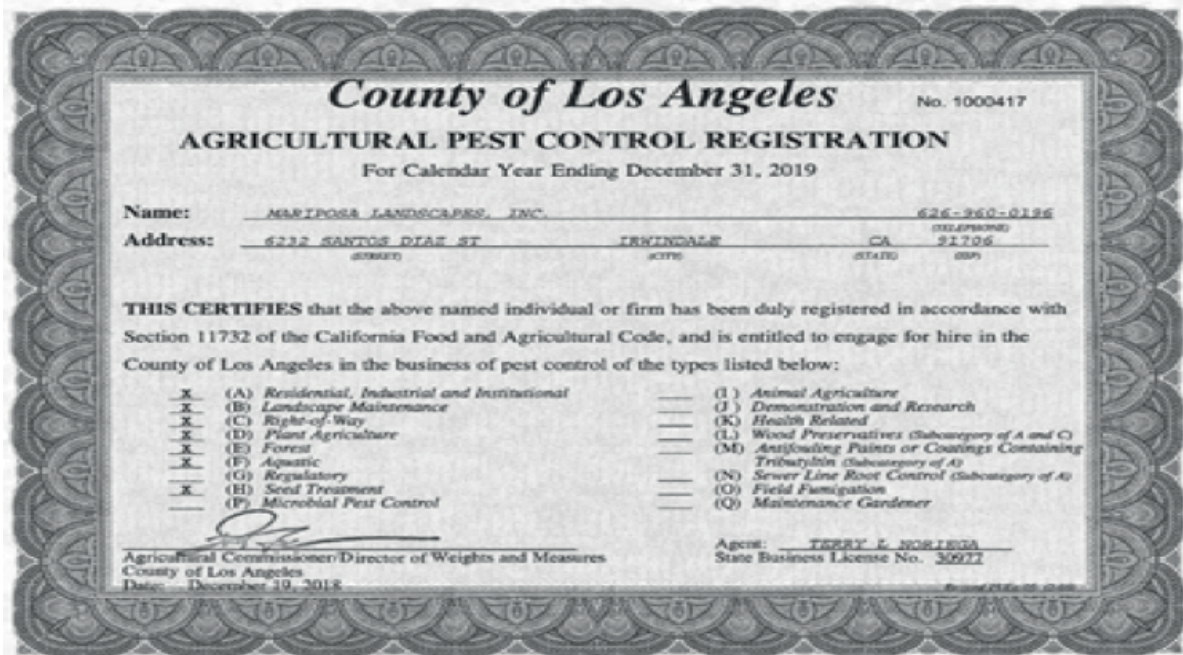 County of Los Angeles No. 1000417
AGRICULTURAL PEST CONTROL REGISTRATION
For Calendar Year Ending December 31, 2019
Name: MARIPOSA LANDSCAPES, INC. 626-960-0196
(TELEPHONE)
Address: 6232 SANTOS DIAZ ST IRWINDALE CA 91706
(STREET) (CITY) (STATE) (ZIP)
THIS CERTIFIES that the above named individual or firm has been duly registered in accordance with
Section 11732 of the California Food and Agricultural Code, and is entitled to engage for hire in the
County of Los Angeles in the business of pest control of the types listed below:
X (A) Residential, Industrial and Institutional
X (B) Landscape Maintenance
X (C) Right-of-Way
X (D) Plant Agriculture
X (E) Forest
X (F) Aquatic
(G) Regulatory
X (H) Seed Treatment
(P) Microbial Pest Control
(I) Animal Agriculture
(J) Demonstration and Research
(K) Health Related
(L) Wood Preservatives (Subcategory of A and C)
(M) Antifouling Paints or Coatings Containing
Tributyltin (Subcategory of A)
(N) Sewer Line Root Control (Subcategory of A)
(O) Field Fumigation
(Q) Maintenance Gardener
Agricultural Commissioner/Director of Weights and Measures
County of Los Angeles
Date: December 19, 2018
Agent: TERRY L NORIEGA
State Business License No. 30977